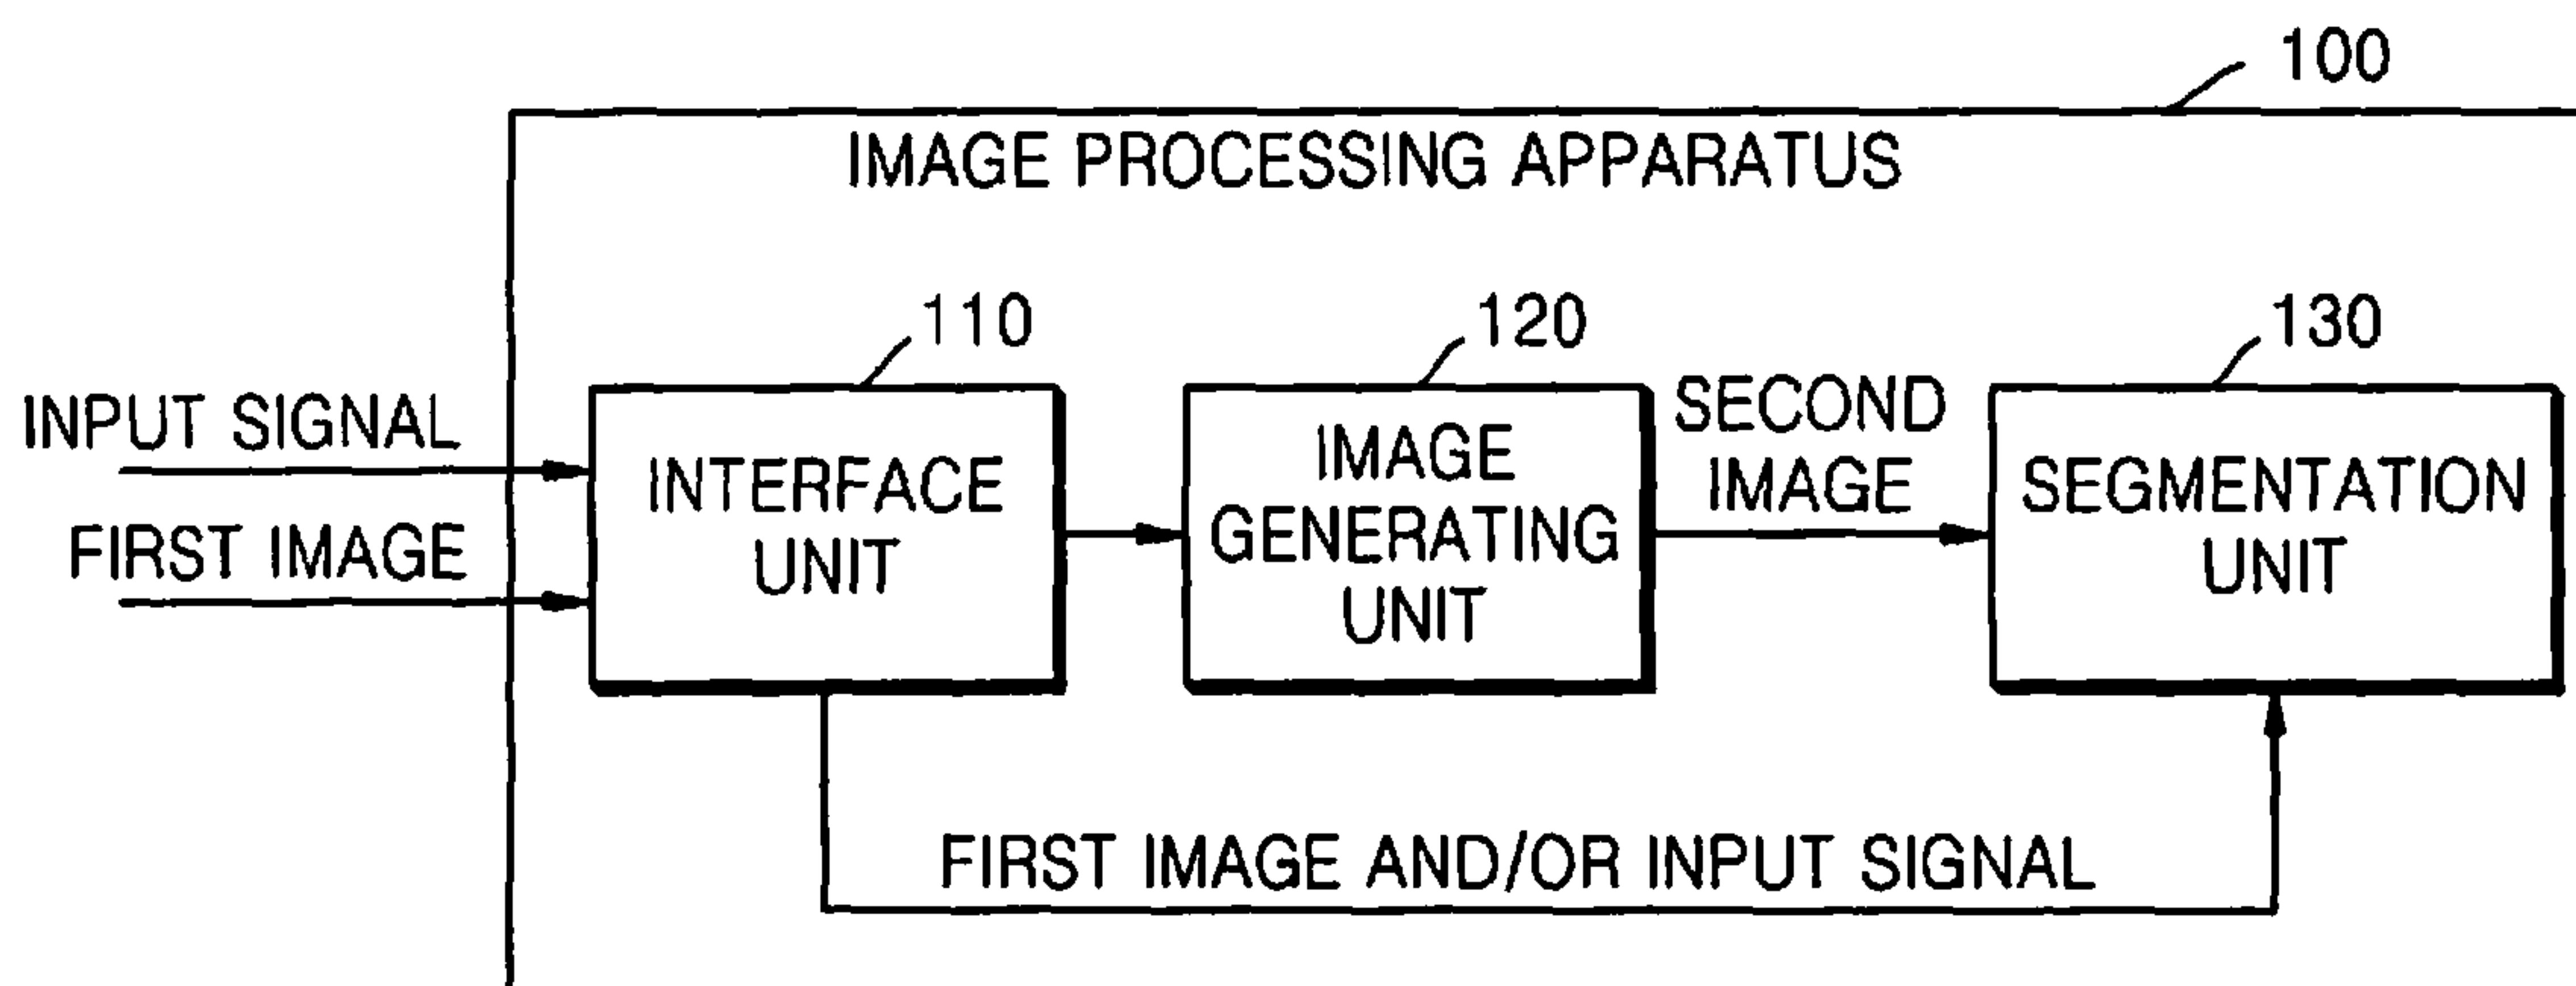 100
IMAGE PROCESSING APPARATUS
110
120
130
INPUT SIGNAL
FIRST IMAGE
INTERFACE
UNIT
IMAGE
GENERATING
UNIT
SECOND
IMAGE
SEGMENTATION
UNIT
FIRST IMAGE AND/OR INPUT SIGNAL